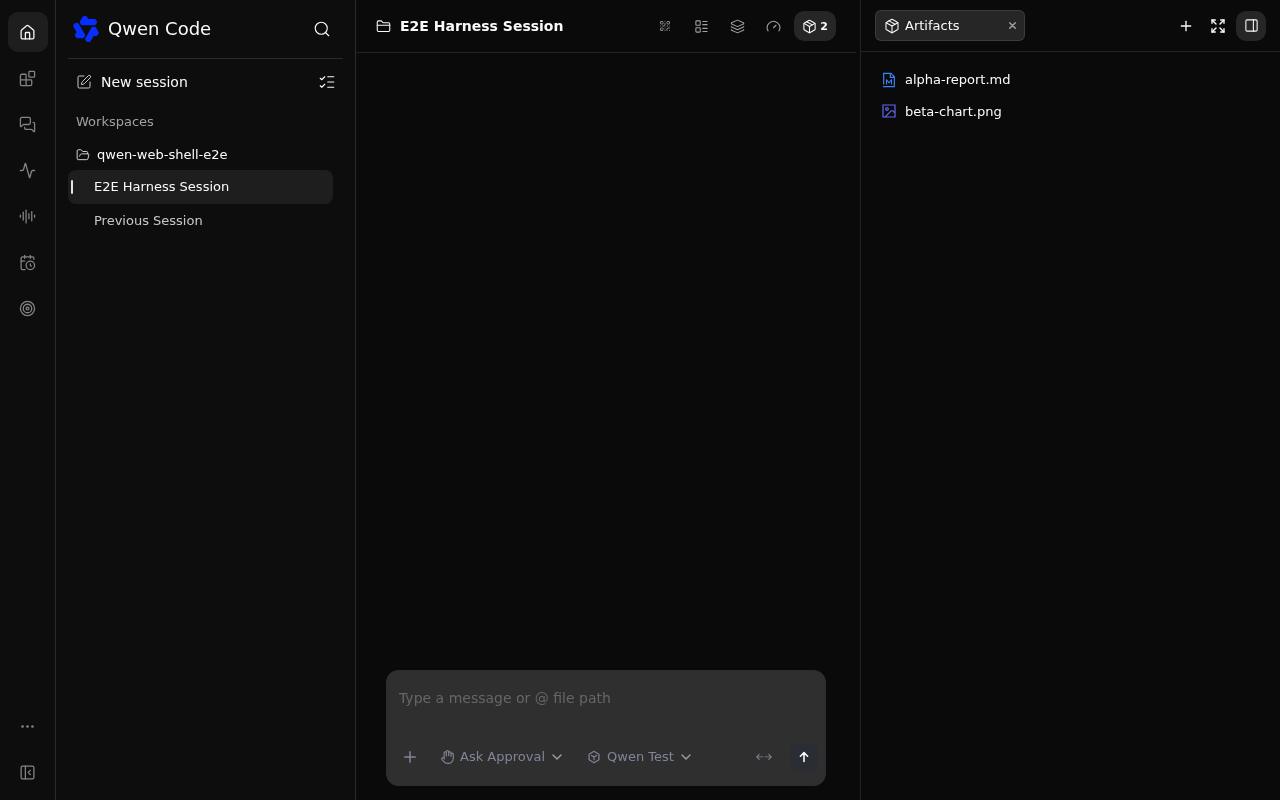 Qwen Code
New session
Workspaces
qwen-web-shell-e2e
E2E Harness Session
Previous Session
E2E Harness Session
2
Type a message or @ file path
Ask Approval
Qwen Test
Artifacts
alpha-report.md
beta-chart.png